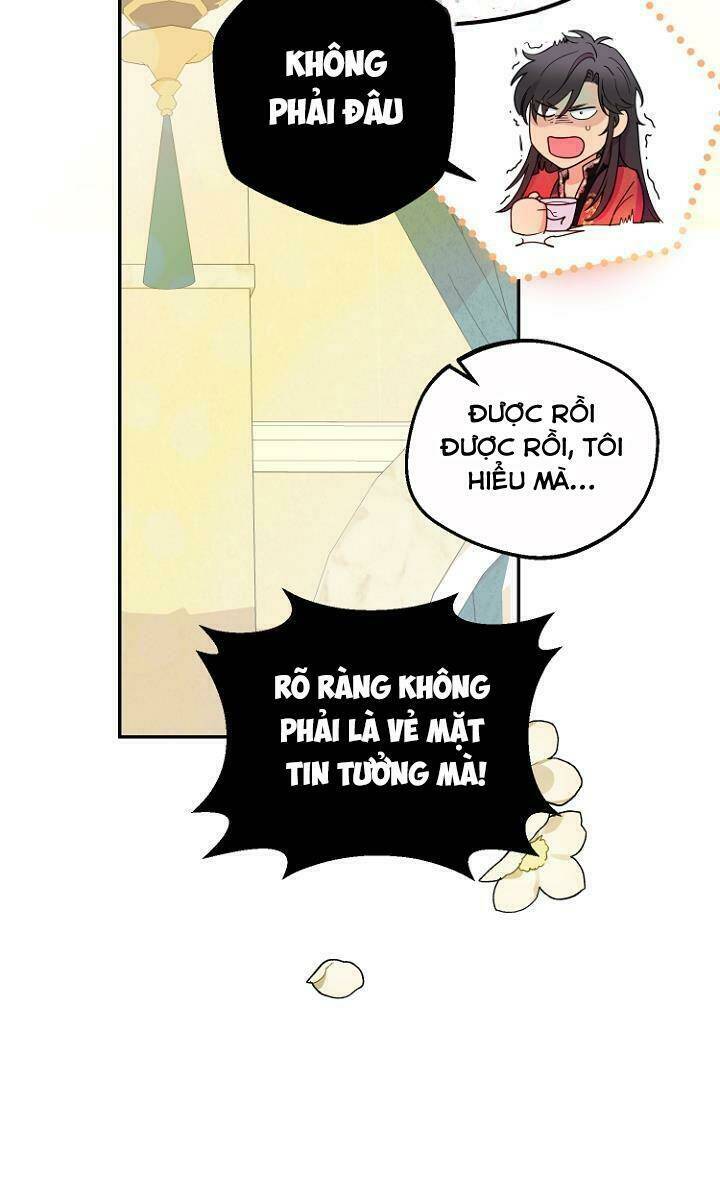 KHÔNG
PHẢI ĐÂU
ĐƯỢC RỒI
ĐƯỢC RỒI, TÔI
HIỂU MÀ...
RÕ RÀNG KHÔNG
PHẢI LÀ VẺ MẶT
TIN TƯỞNG MÀ!